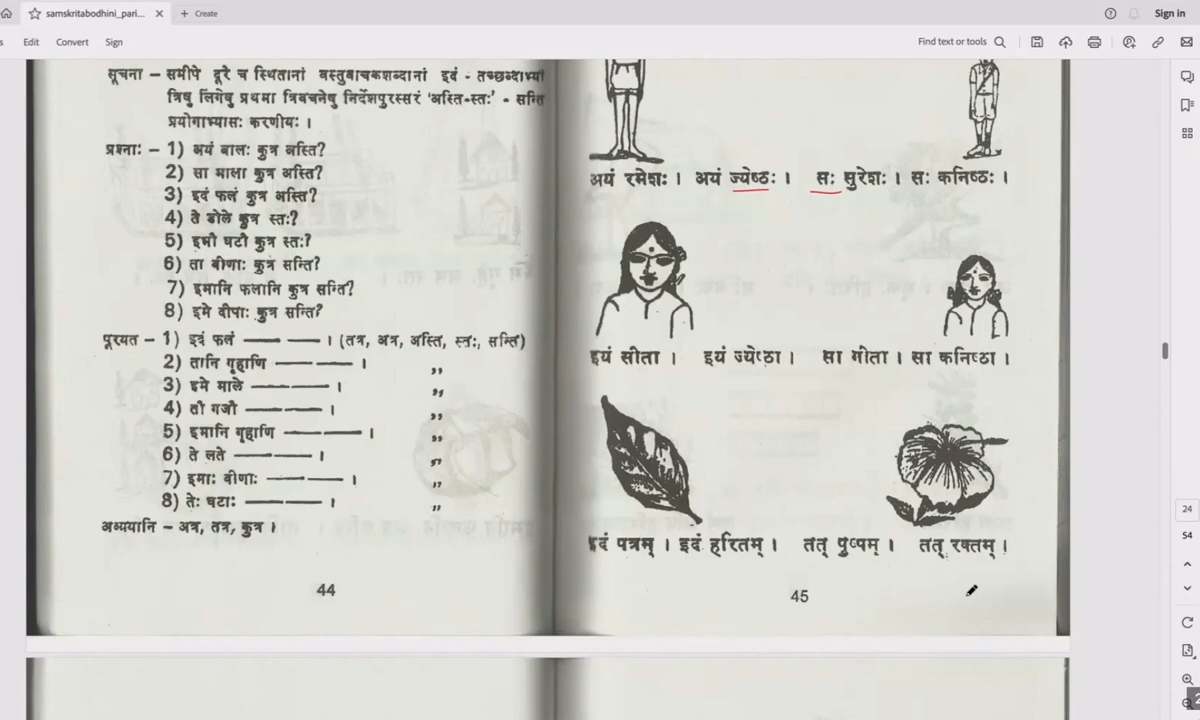 samskritabodhini_pari...
+ Create
Sign in
Edit Convert Sign
Find text or tools
सूचना – समीपे दूरे च स्थितानां वस्तुवाचकशब्दानां इदं - तच्छब्दाभ्यां
त्रिषु लिंगेषु प्रथमा त्रिवचनेषु निर्देशपुरस्सरं 'अस्ति-स्तः' - सन्ति
प्रयोगाभ्यासः करणीयः ।
प्रश्नाः – 1) अयं बालः कुत्र अस्ति?
2) सा माला कुत्र अस्ति?
3) इदं फलं कुत्र अस्ति?
4) ते डोले कुत्र स्तः?
5) इमौ घटौ कुत्र स्तः?
6) ता वीणाः कुत्र सन्ति?
7) इमानि फलानि कुत्र सन्ति?
8) इमे दीपाः कुत्र सन्ति?
पूरयत – 1) इदं फलं —— —— । (तत्र, अत्र, अस्ति, स्तः, सन्ति)
2) तानि गृहाणि —— —— । ,,
3) इमे माले —— —— । ,,
4) तौ गजौ —— —— । ,,
5) इमानि गृहाणि —— —— । ,,
6) ते लते —— —— । ,,
7) इमाः वीणाः —— —— । ,,
8) तेः घटाः —— —— । ,,
अव्ययानि – अत्र, तत्र, कुत्र ।
44
अयं रमेशः । अयं ज्येष्ठः । सः सुरेशः । सः कनिष्ठः ।
इयं सीता । इयं ज्येष्ठा । सा गीता । सा कनिष्ठा ।
इदं पत्रम् । इदं हरितम् । तत् पुष्पम् । तत् रक्तम् ।
45
24
54